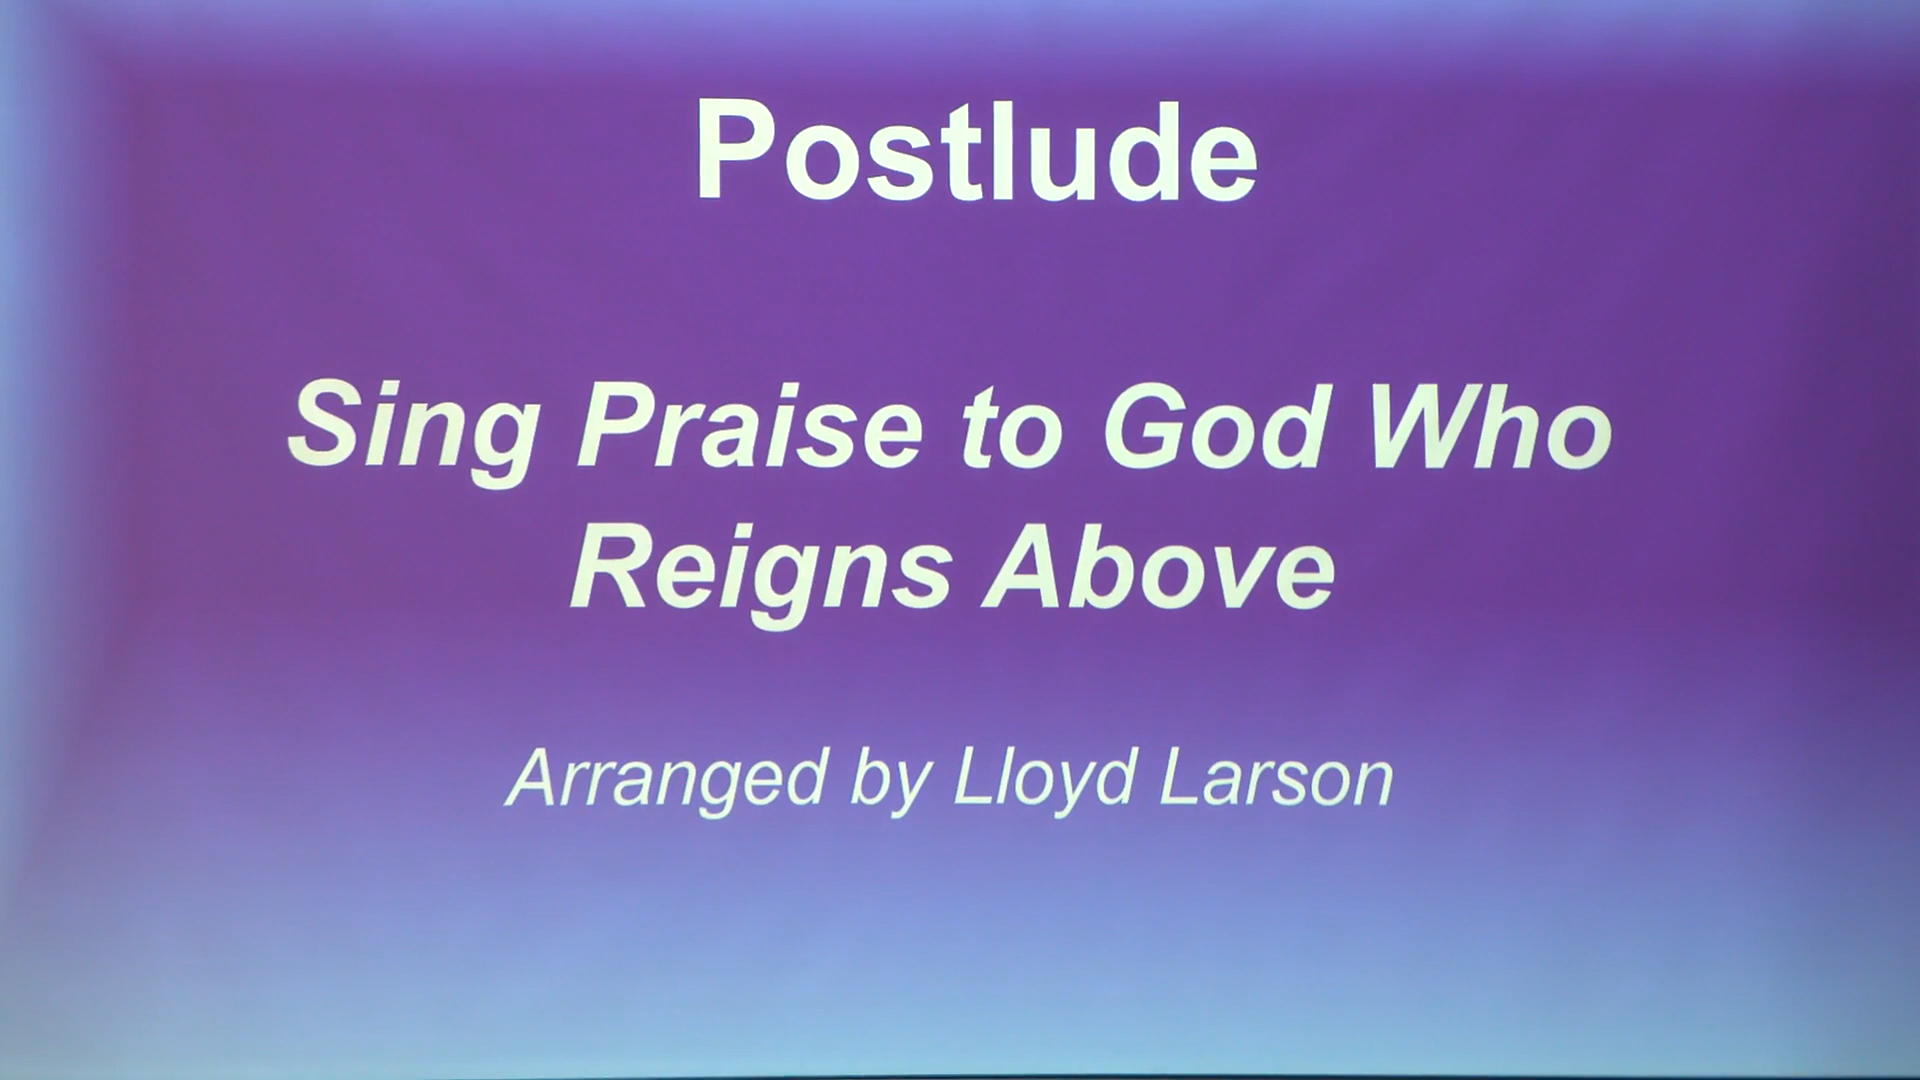 Postlude
Sing Praise to God Who
Reigns Above
Arranged by Lloyd Larson